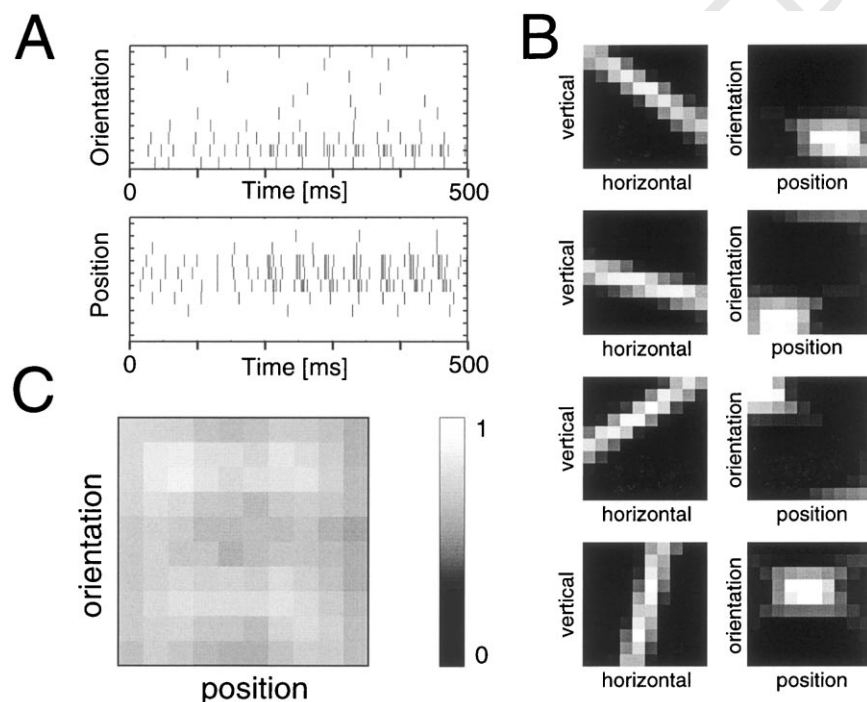 A
Orientation
0
Time [ms]
500
Position
0
Time [ms]
500
B
vertical
horizontal
orientation
position
vertical
horizontal
orientation
position
vertical
horizontal
orientation
position
vertical
horizontal
orientation
position
C
orientation
position
1
0